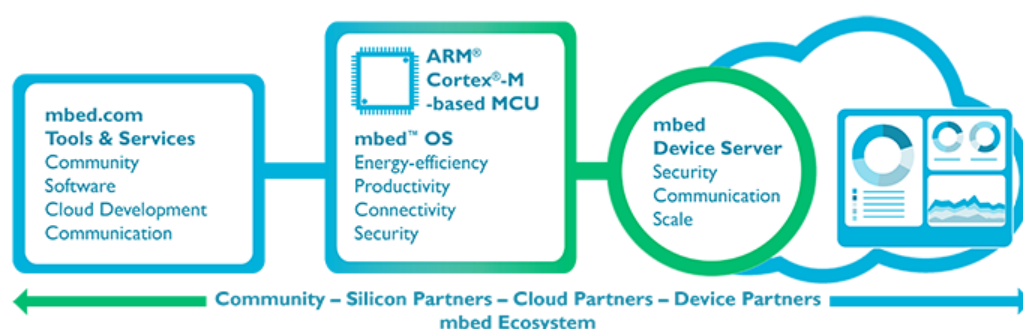 mbed.com
Tools & Services
Community
Software
Cloud Development
Communication
ARM®
Cortex®-M
-based MCU
mbed™ OS
Energy-efficiency
Productivity
Connectivity
Security
mbed
Device Server
Security
Communication
Scale
Community – Silicon Partners – Cloud Partners – Device Partners
mbed Ecosystem